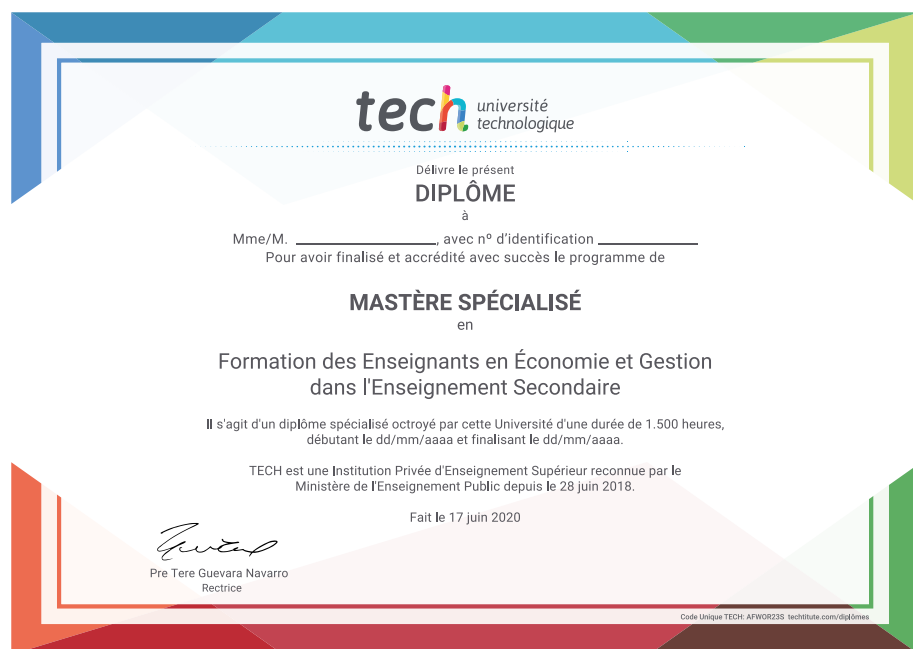 tech université
technologique
Délivre le présent
DIPLÔME
à
Mme/M. ____________, avec nº d'identification ____________
Pour avoir finalisé et accrédité avec succès le programme de
MASTÈRE SPÉCIALISÉ
en
Formation des Enseignants en Économie et Gestion
dans l'Enseignement Secondaire
Il s'agit d'un diplôme spécialisé octroyé par cette Université d'une durée de 1.500 heures,
débutant le dd/mm/aaaa et finalisant le dd/mm/aaaa.
TECH est une Institution Privée d'Enseignement Supérieur reconnue par le
Ministère de l'Enseignement Public depuis le 28 juin 2018.
Fait le 17 juin 2020
Pre Tere Guevara Navarro
Rectrice
Code Unique TECH: AFWOR23S techtitute.com/diplômes